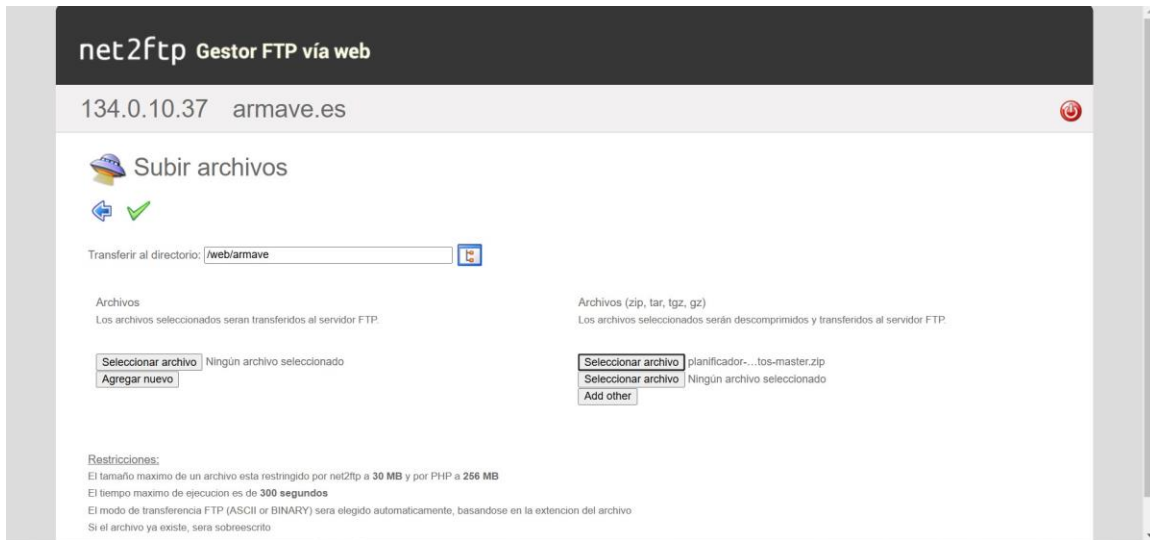 net2ftp Gestor FTP vía web
134.0.10.37 armave.es
Subir archivos
Transferir al directorio: /web/armave
Archivos
Los archivos seleccionados seran transferidos al servidor FTP.
Seleccionar archivo Ningún archivo seleccionado
Agregar nuevo
Archivos (zip, tar, tgz, gz)
Los archivos seleccionados serán descomprimidos y transferidos al servidor FTP.
Seleccionar archivo planificador-...tos-master.zip
Seleccionar archivo Ningún archivo seleccionado
Add other
Restricciones:
El tamaño maximo de un archivo esta restringido por net2ftp a 30 MB y por PHP a 256 MB
El tiempo maximo de ejecucion es de 300 segundos
El modo de transferencia FTP (ASCII or BINARY) sera elegido automaticamente, basandose en la extencion del archivo
Si el archivo ya existe, sera sobreescrito